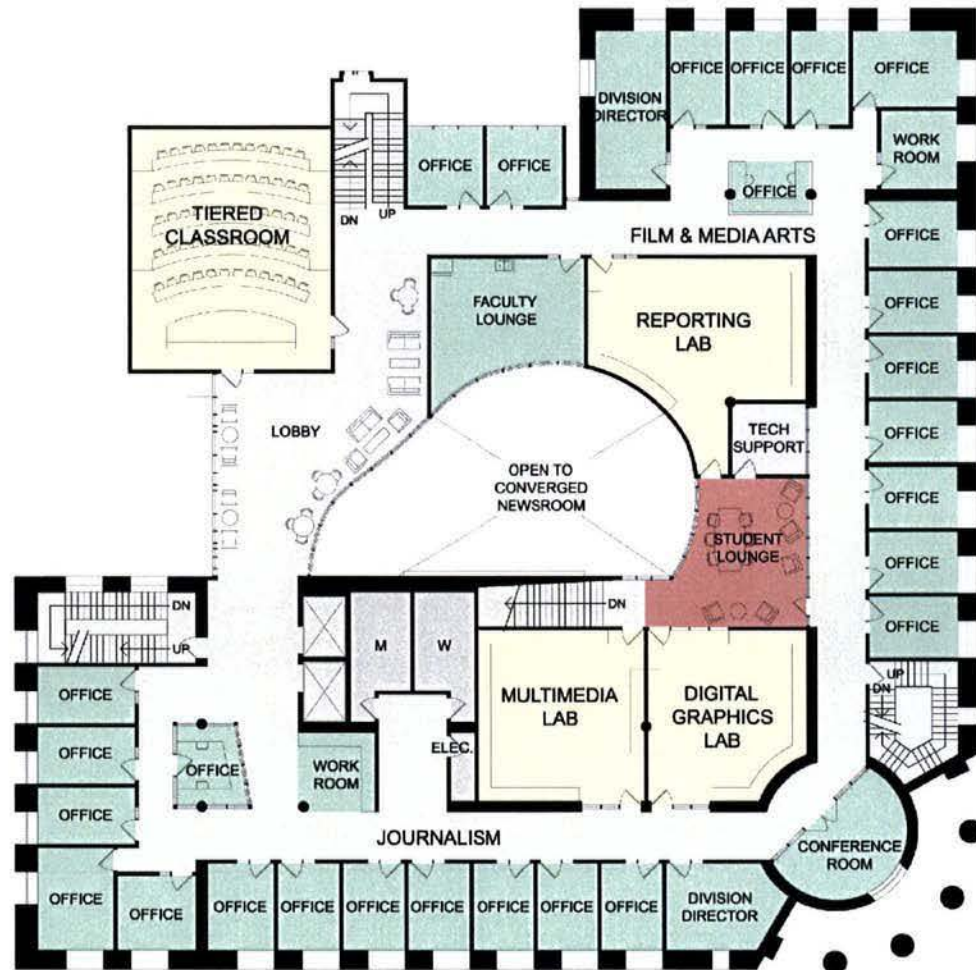 OFFICE
OFFICE
OFFICE
OFFICE
DIVISION
DIRECTOR
WORK
ROOM
OFFICE
OFFICE
OFFICE
TIERED
CLASSROOM
DN
UP
FILM & MEDIA ARTS
OFFICE
OFFICE
OFFICE
OFFICE
OFFICE
OFFICE
OFFICE
FACULTY
LOUNGE
REPORTING
LAB
LOBBY
TECH
SUPPORT
OPEN TO
CONVERGED
NEWSROOM
STUDENT
LOUNGE
DN
UP
DN
M
W
UP
DN
OFFICE
OFFICE
OFFICE
OFFICE
MULTIMEDIA
LAB
DIGITAL
GRAPHICS
LAB
ELEC.
WORK
ROOM
JOURNALISM
CONFERENCE
ROOM
OFFICE
OFFICE
OFFICE
OFFICE
OFFICE
OFFICE
OFFICE
OFFICE
OFFICE
DIVISION
DIRECTOR